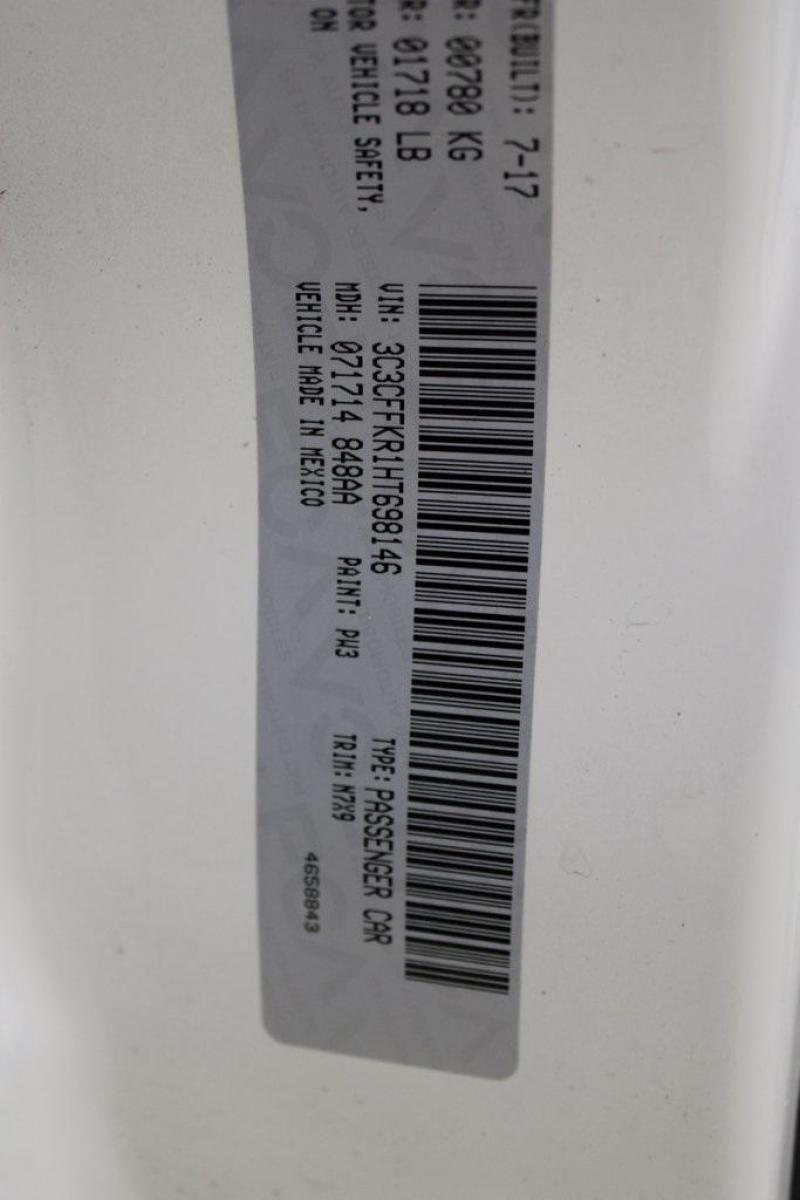 FR(BUILT): 7-17
R: 00780 KG
R: 01718 LB
TOR VEHICLE SAFETY,
ON
VIN: 3C3CFFKR1HT698146
TYPE: PASSENGER CAR
MDH: 071714 848AA PAINT: PW3
TRIM: N7X9
VEHICLE MADE IN MEXICO
4658843